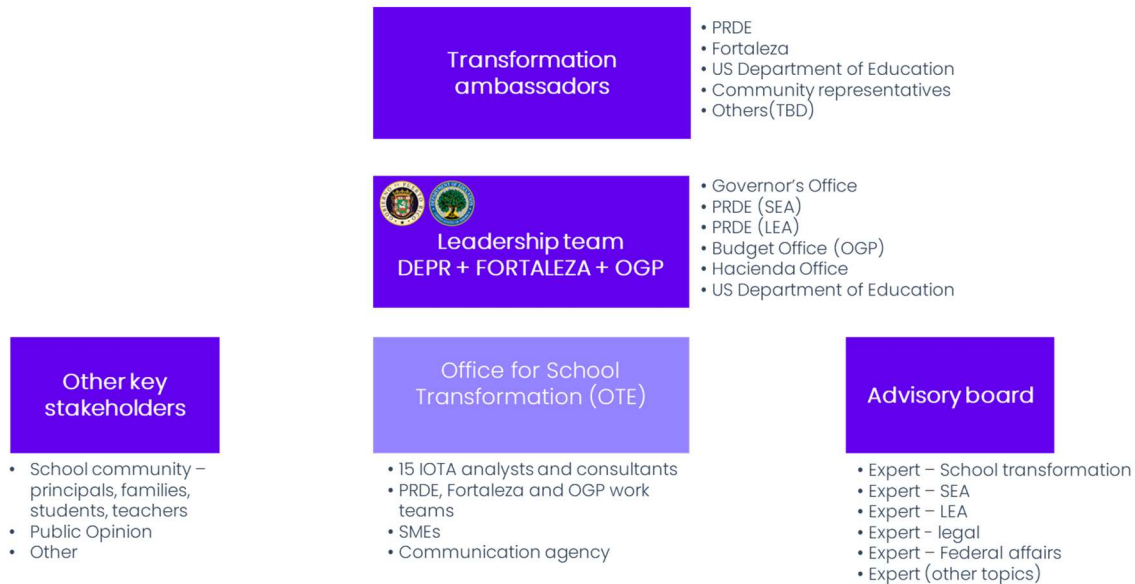 Transformation
ambassadors
• PRDE
• Fortaleza
• US Department of Education
• Community representatives
• Others(TBD)
Leadership team
DEPR + FORTALEZA + OGP
• Governor's Office
• PRDE (SEA)
• PRDE (LEA)
• Budget Office (OGP)
• Hacienda Office
• US Department of Education
Other key
stakeholders
• School community –
principals, families,
students, teachers
• Public Opinion
• Other
Office for School
Transformation (OTE)
• 15 IOTA analysts and consultants
• PRDE, Fortaleza and OGP work
teams
• SMEs
• Communication agency
Advisory board
• Expert – School transformation
• Expert – SEA
• Expert – LEA
• Expert - legal
• Expert – Federal affairs
• Expert (other topics)